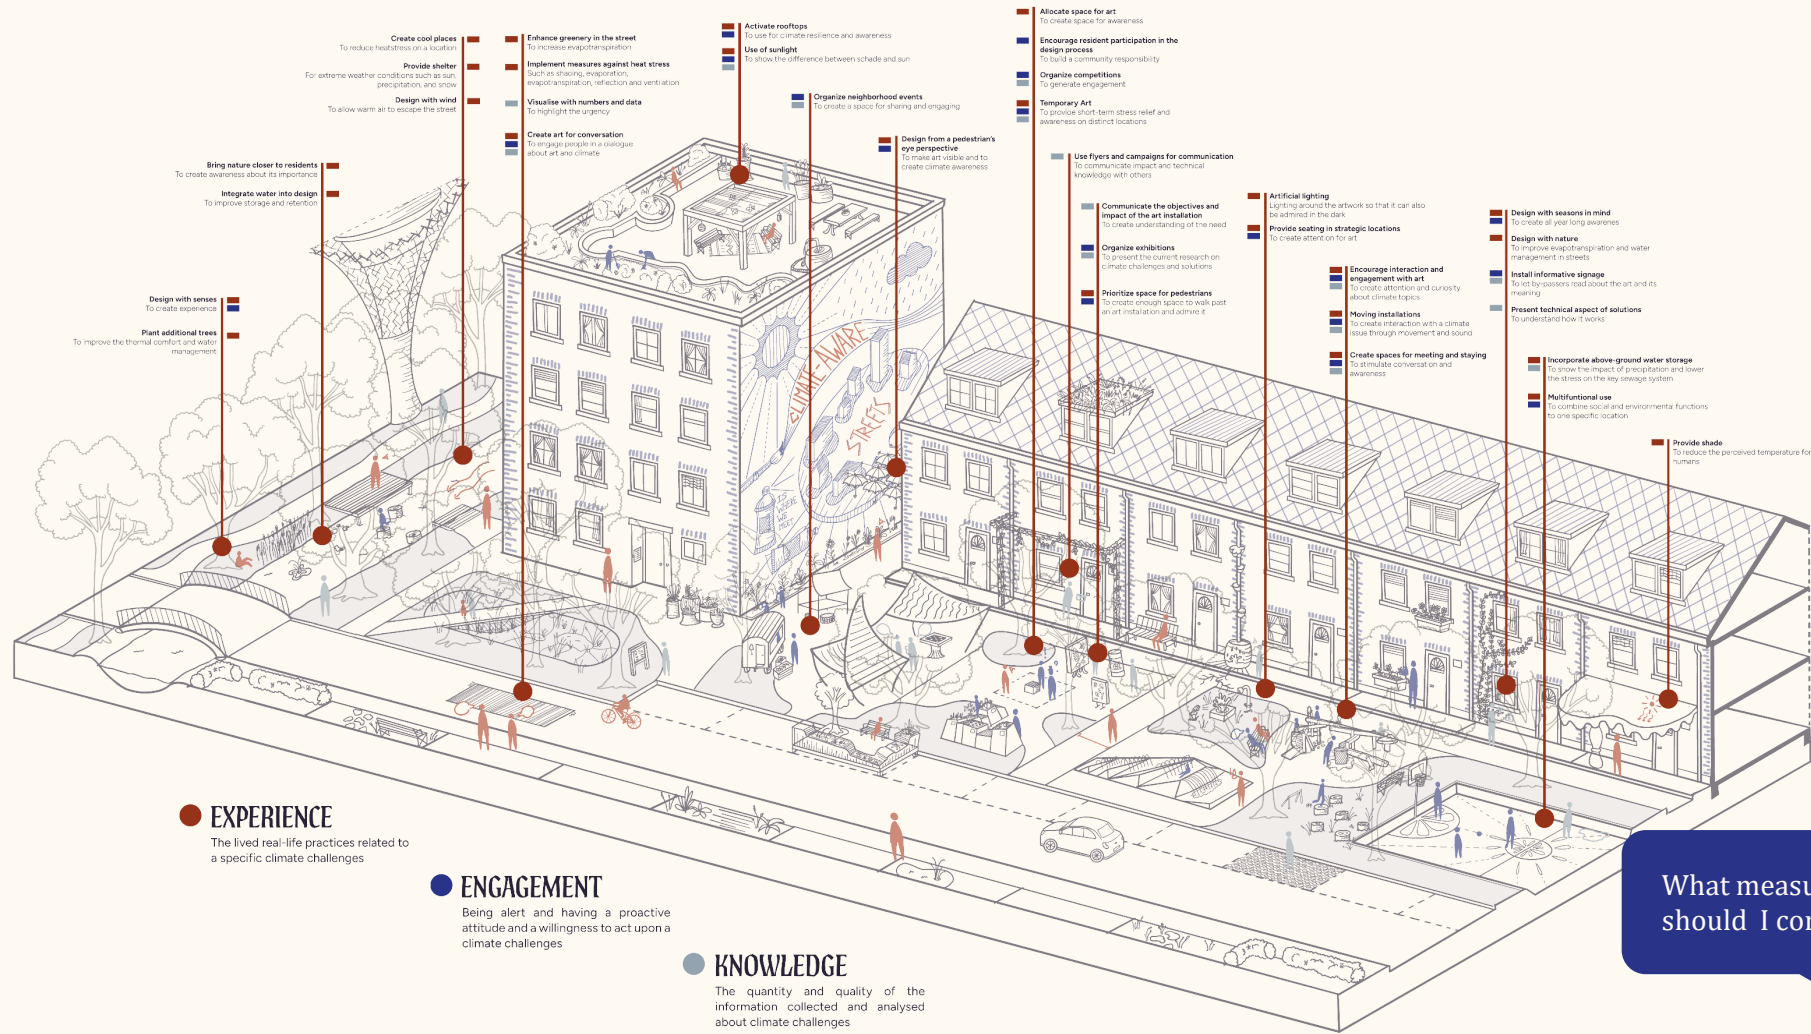 Create cool places
To reduce heatstress on a location
Provide shelter
For extreme weather conditions such as sun,
precipitation, and snow
Design with wind
To allow warm air to escape the street
Enhance greenery in the street
To increase evapotranspiration
Implement measures against heat stress
Such as shading, evaporation,
evapotranspiration, reflection and ventilation
Visualise with numbers and data
To highlight the urgency
Create art for conversation
To engage people in a dialogue
about art and climate
Activate rooftops
To use for climate resilience and awareness
Use of sunlight
To show the difference between schade and sun
Organize neighborhood events
To create a space for sharing and engaging
Design from a pedestrian's
eye perspective
To make art visible and to
create climate awareness
Allocate space for art
To create space for awareness
Encourage resident participation in the
design process
To build a community responsibility
Organize competitions
To generate engagement
Temporary Art
To provide short-term stress relief and
awareness on distinct locations
Use flyers and campaigns for communication
To communicate impact and technical
knowledge with others
Communicate the objectives and
impact of the art installation
To create understanding of the need
Organize exhibitions
To present the current research on
climate challenges and solutions
Prioritize space for pedestrians
To create enough space to walk past
an art installation and admire it
Artificial lighting
Lighting around the artwork so that it can also
be admired in the dark
Provide seating in strategic locations
To create attention for art
Encourage interaction and
engagement with art
To create attention and curiosity
about climate topics
Moving installations
To create interaction with a climate
issue through movement and sound
Create spaces for meeting and staying
To stimulate conversation and
awareness
Design with seasons in mind
To create all year long awarenes
Design with nature
To improve evapotranspiration and water
management in streets
Install informative signage
To let by-passers read about the art and its
meaning
Present technical aspect of solutions
To understand how it works
Incorporate above-ground water storage
To show the impact of precipitation and lower
the stress on the key sewage system
Multifuntional use
To combine social and environmental functions
to one specific location
Provide shade
To reduce the perceived temperature for
humans
Bring nature closer to residents
To create awareness about its importance
Integrate water into design
To improve storage and retention
Design with senses
To create experience
Plant additional trees
To improve the thermal comfort and water
management
CLIMATE-AWARE
STREETS
IS
WHERE
WE
MEET
EXPERIENCE
The lived real-life practices related to
a specific climate challenges
ENGAGEMENT
Being alert and having a proactive
attitude and a willingness to act upon a
climate challenges
KNOWLEDGE
The quantity and quality of the
information collected and analysed
about climate challenges
What measu
should I con